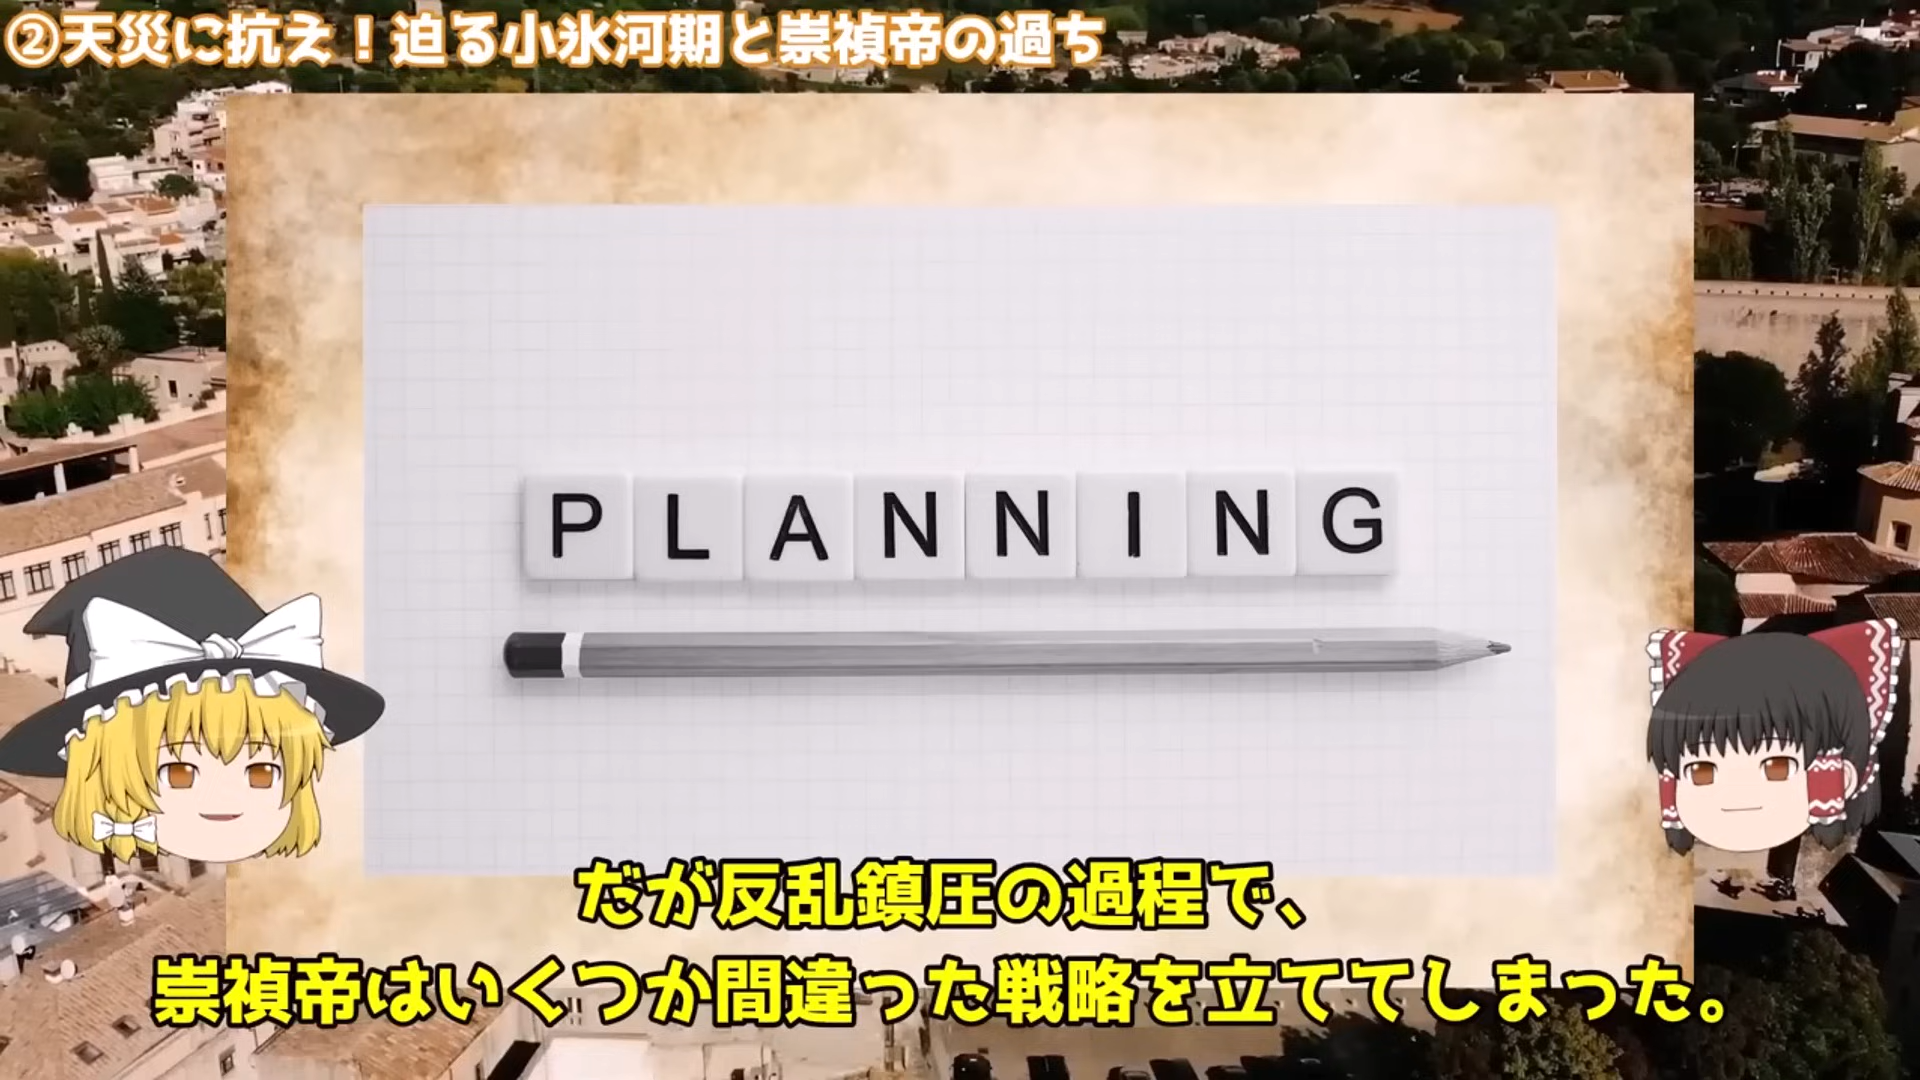 ②天災に抗え！迫る小氷河期と崇禎帝の過ち
PLANNING
だが反乱鎮圧の過程で、
崇禎帝はいくつか間違った戦略を立ててしまった。